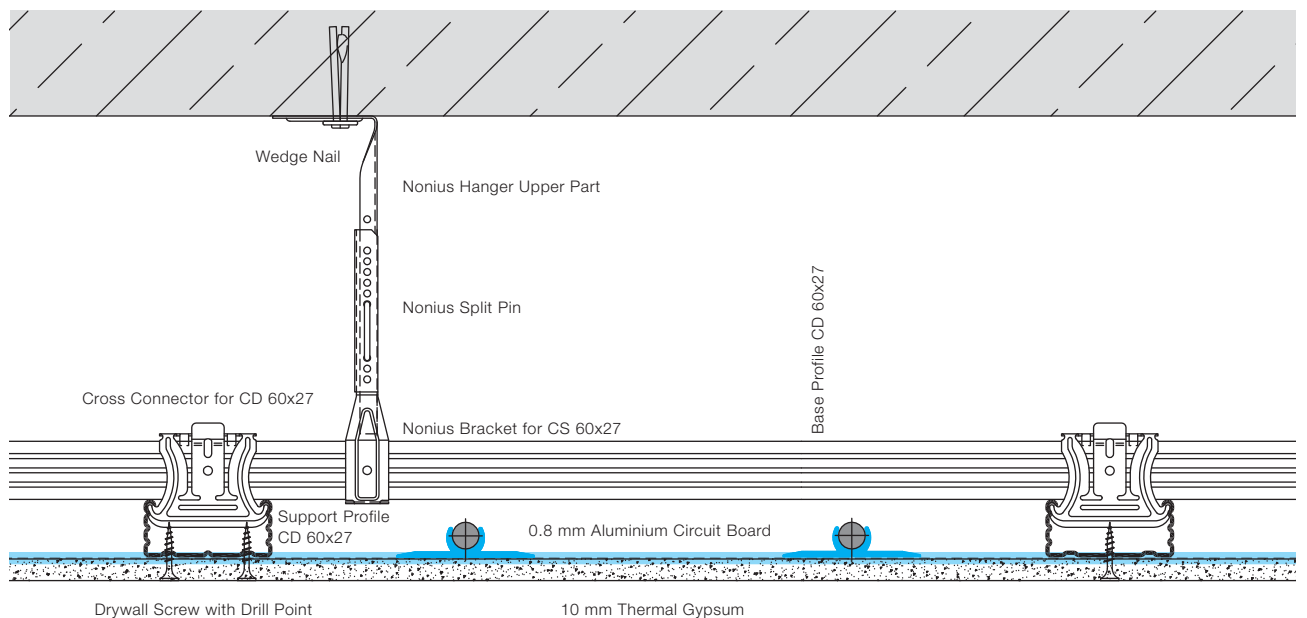 Wedge Nail
Nonius Hanger Upper Part
Nonius Split Pin
Base Profile CD 60x27
Cross Connector for CD 60x27
Nonius Bracket for CS 60x27
Support Profile
CD 60x27
0.8 mm Aluminium Circuit Board
Drywall Screw with Drill Point
10 mm Thermal Gypsum